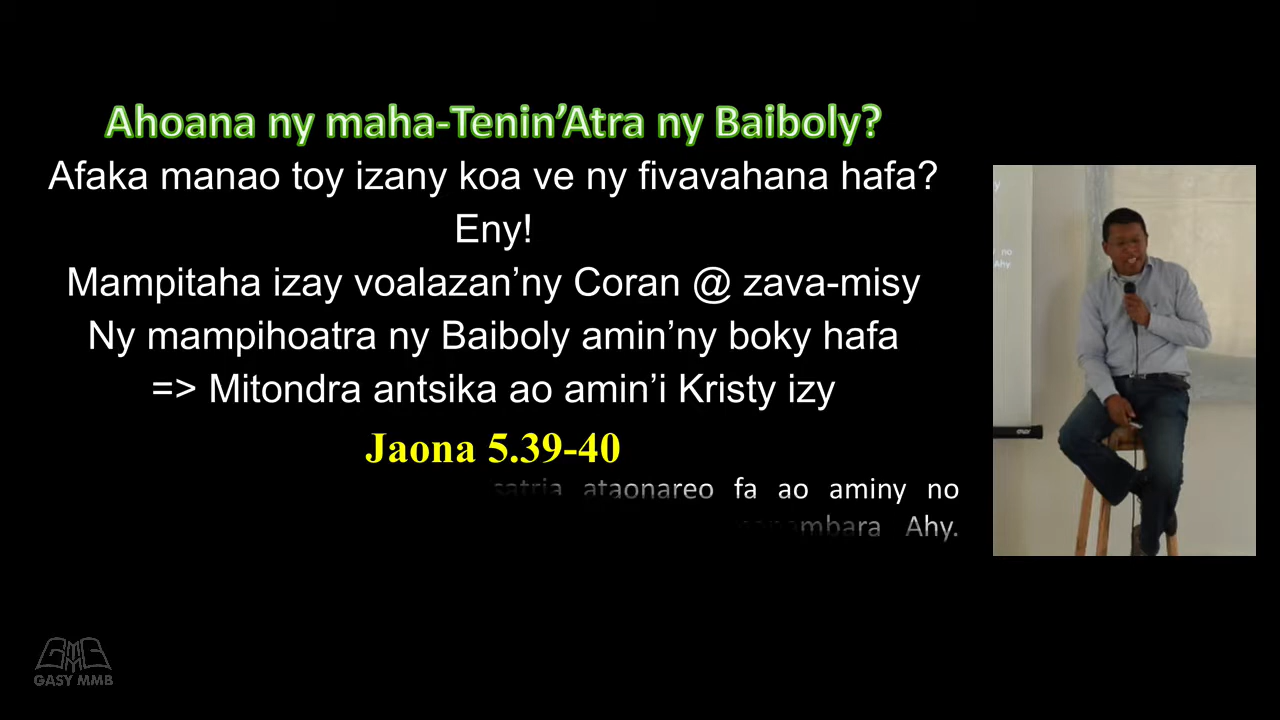 Ahoana ny maha-Tenin’Atra ny Baiboly?
Afaka manao toy izany koa ve ny fivavahana hafa?
Eny!
Mampitaha izay voalazan’ny Coran @ zava-misy
Ny mampihoatra ny Baiboly amin’ny boky hafa
=> Mitondra antsika ao amin’i Kristy izy
Jaona 5.39-40
satria ataonareo fa ao aminy no
Ahy.
no
Ahy
GASY MMB